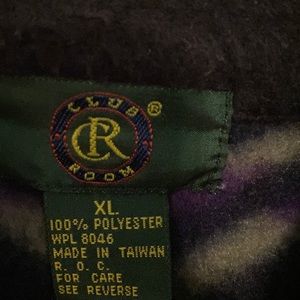 CLUB
®
CR
ROOM
XL
100% POLYESTER
WPL 8046
MADE IN TAIWAN
R. O. C.
FOR CARE
SEE REVERSE